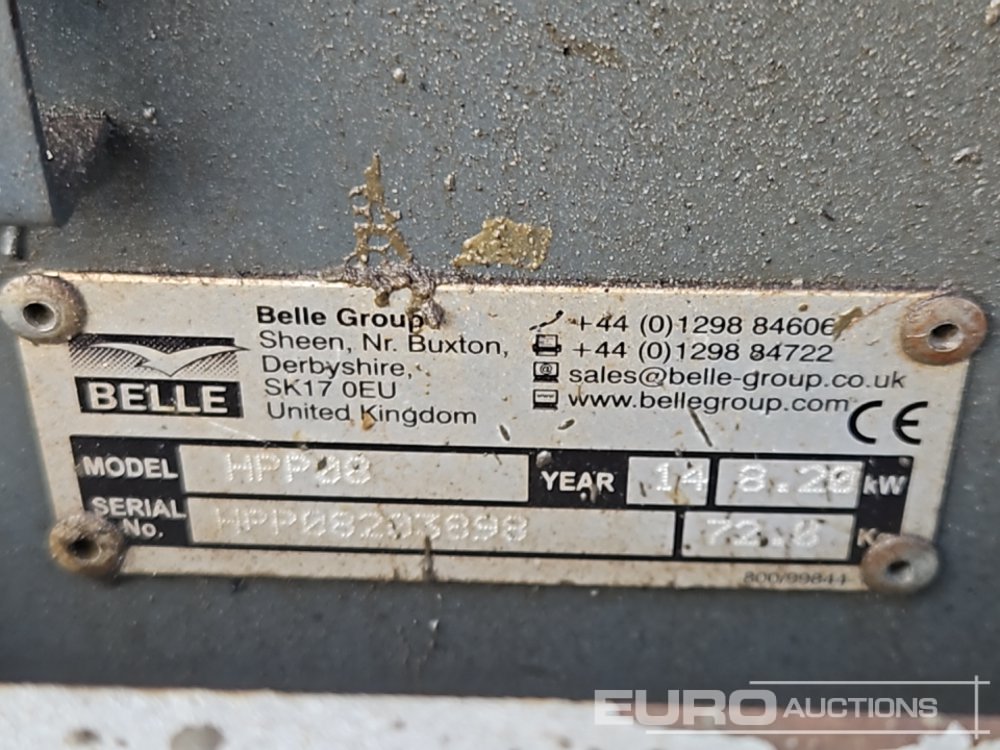 Belle Group
Sheen, Nr. Buxton,
Derbyshire,
SK17 0EU
United Kingdom
+44 (0)1298 84606
+44 (0)1298 84722
sales@belle-group.co.uk
www.bellegroup.com
BELLE
CE
MODEL HPP08 YEAR 14 8.20 kW
SERIAL No. HPP08203898 72.0
800/99844
EURO AUCTIONS